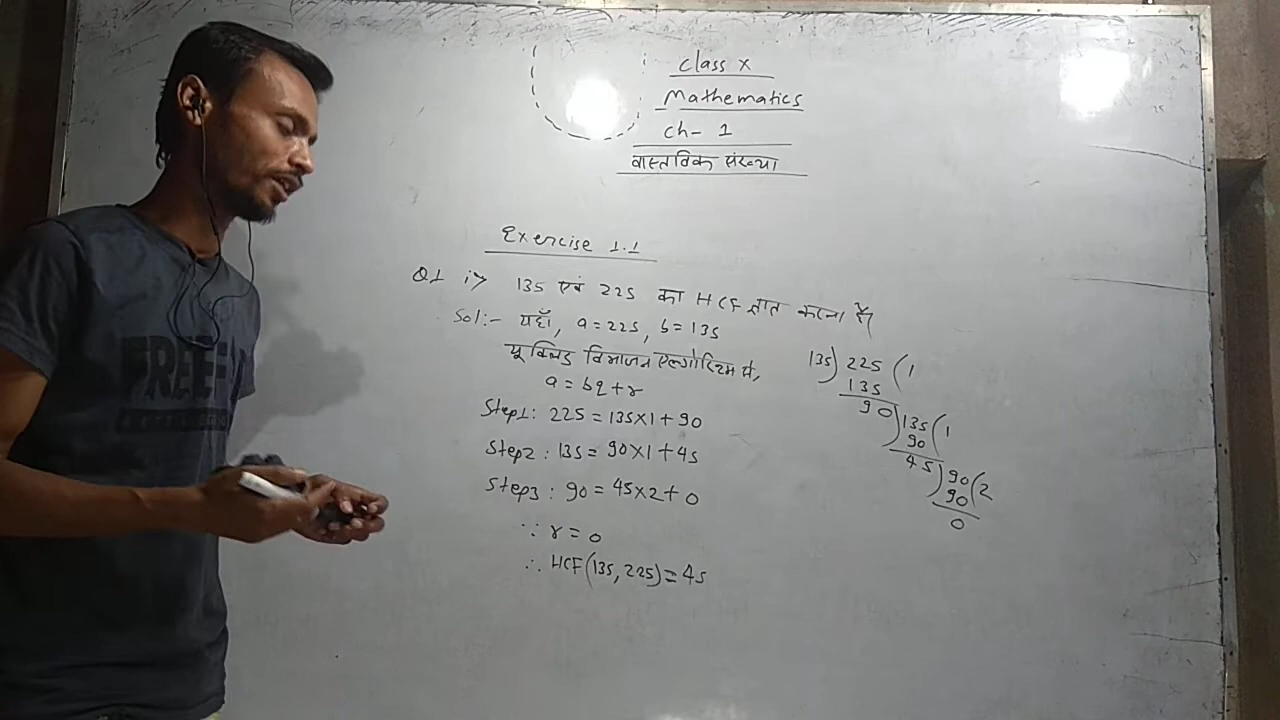 Class X
Mathematics
Ch- 1
वास्तविक संख्या
Exercise 1.1
Q1 i> 135 एवं 225 का HCF ज्ञात करना है।
Sol:- यहाँ, a=225, b=135
यूक्लिड विभाजन एल्गोरिथ्म से,
a = bq+r
Step1: 225 = 135×1+90
Step2: 135 = 90×1+45
Step3: 90 = 45×2+0
∵ r = 0
∴ HCF(135, 225) = 45
135) 225 (1
135
90) 135 (1
90
45) 90 (2
90
0
FREE